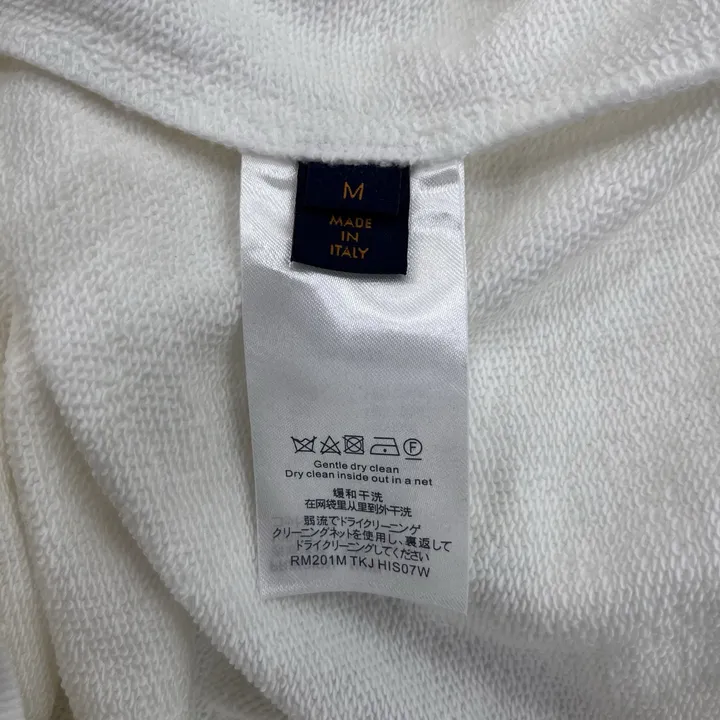 M
MADE
IN
ITALY
F
Gentle dry clean
Dry clean inside out in a net
缓和干洗
在网袋里从里到外干洗
弱流でドライクリーニング
クリーニングネットを使用し、裏返して
ドライクリーニングしてください
RM201M TKJ HIS07W